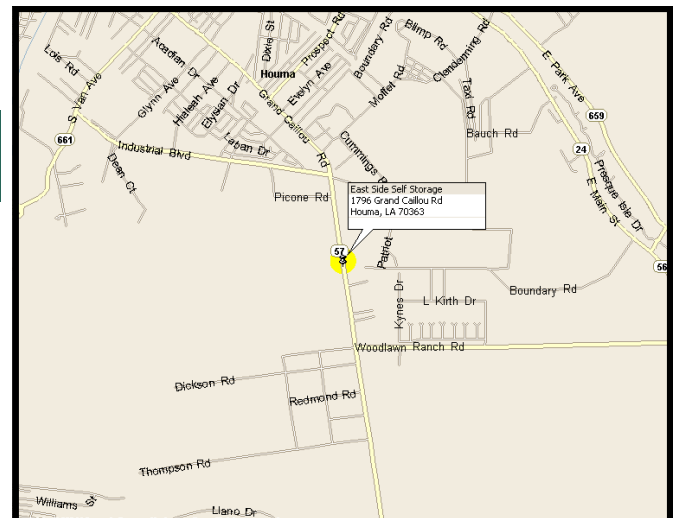 Lois Rd
Acadian Dr
Dixie St
Prospect Rd
Boundary Rd
Blimp Rd
Clendenning Rd
E Park Ave
Houma
Evelyn Ave
Moffet Rd
Taxi Rd
S Van Ave
Glynn Ave
Hialeah Ave
Elysian Dr
Grand Caillou Rd
659
Bauch Rd
661
Industrial Blvd
Laban Dr
Cummings
24
Dean Ct
E Main St
Presque Isle Dr
Picone Rd
East Side Self Storage
1796 Grand Caillou Rd
Houma, LA 70363
57
Patriot
56
Kynes Dr
L Kirth Dr
Boundary Rd
Woodlawn Ranch Rd
Dickson Rd
Redmond Rd
Thompson Rd
Williams St
Llano Dr